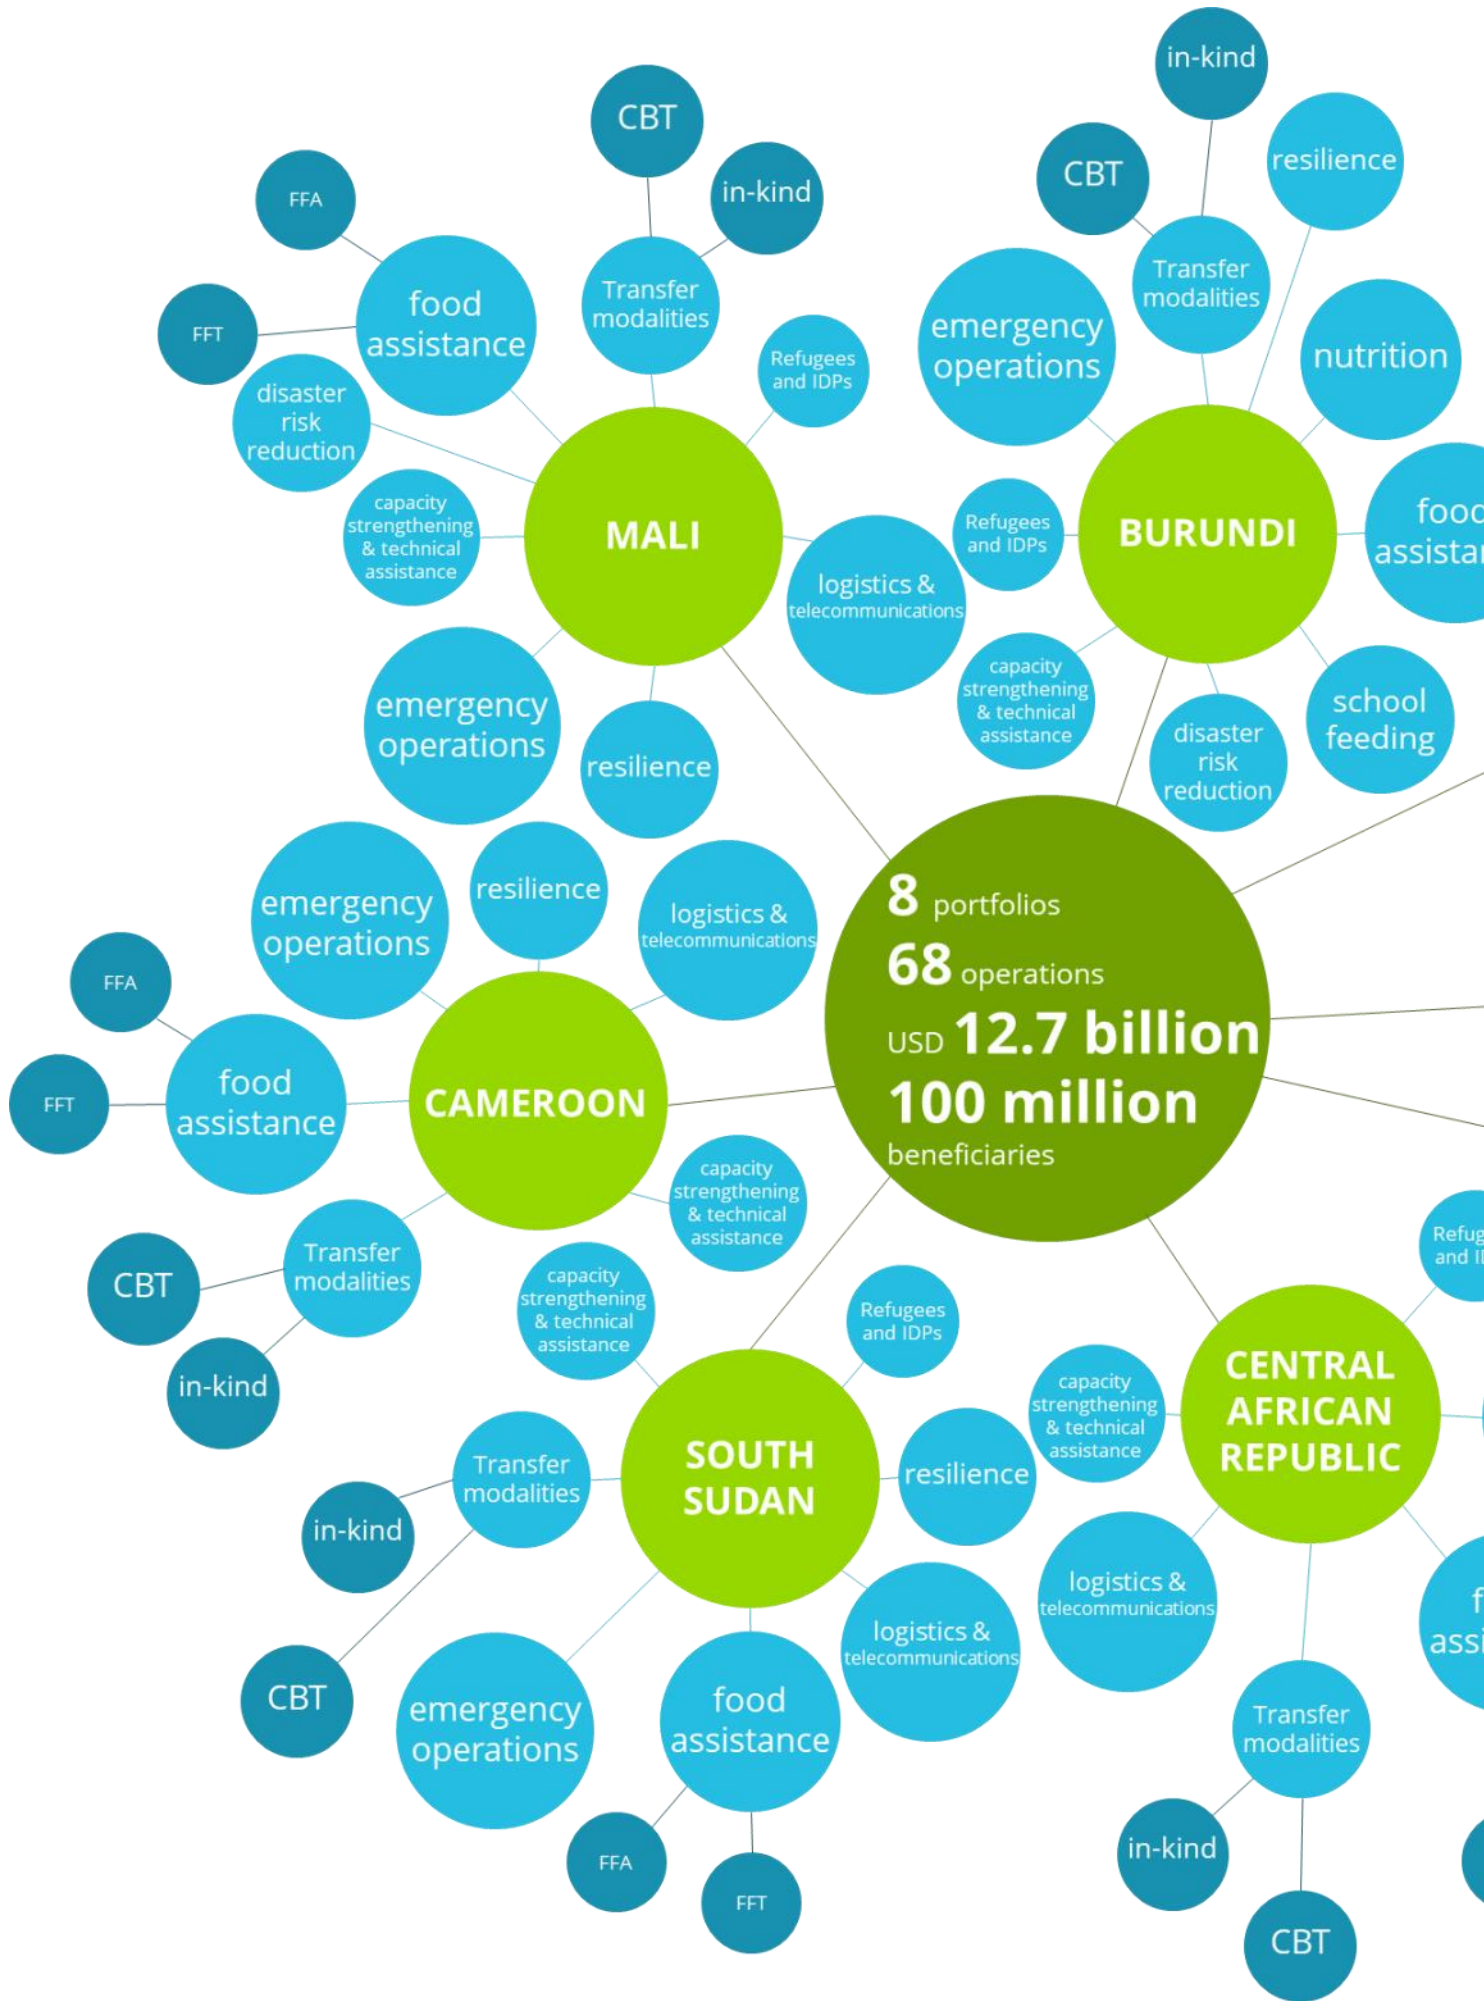 in-kind
CBT
resilience
Transfer
modalities
emergency
operations
nutrition
Refugees
and IDPs
BURUNDI
capacity
strengthening
& technical
assistance
disaster
risk
reduction
school
feeding
CBT
in-kind
FFA
FFT
food
assistance
Transfer
modalities
Refugees
and IDPs
disaster
risk
reduction
capacity
strengthening
& technical
assistance
MALI
logistics &
telecommunications
emergency
operations
resilience
8 portfolios
68 operations
USD 12.7 billion
100 million
beneficiaries
emergency
operations
resilience
logistics &
telecommunications
FFA
FFT
food
assistance
CAMEROON
capacity
strengthening
& technical
assistance
Transfer
modalities
CBT
in-kind
capacity
strengthening
& technical
assistance
Refugees
and IDPs
Transfer
modalities
SOUTH
SUDAN
resilience
in-kind
CBT
emergency
operations
food
assistance
logistics &
telecommunications
FFA
FFT
CENTRAL
AFRICAN
REPUBLIC
capacity
strengthening
& technical
assistance
logistics &
telecommunications
Transfer
modalities
in-kind
CBT
food
and